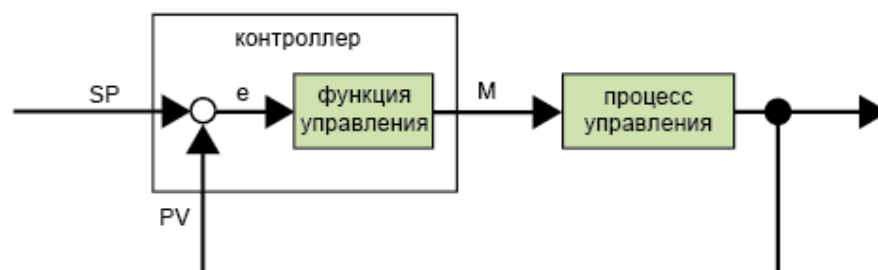 контроллер
SP
e
функция
управления
M
процесс
управления
PV